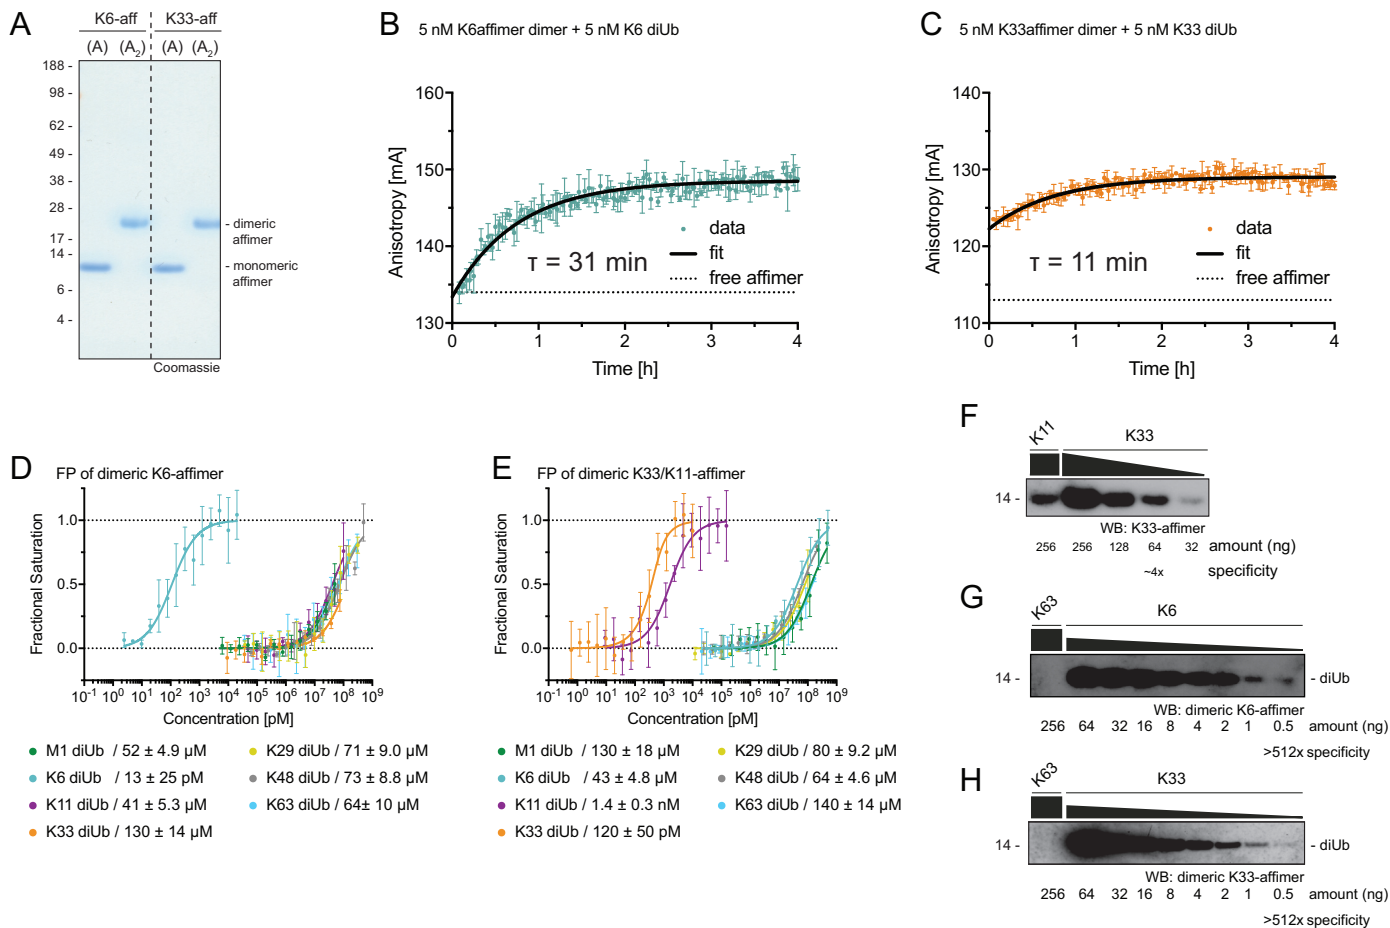 A
K6-aff K33-aff
(A) (A2) (A) (A2)
188 -
98 -
62 -
49 -
38 -
28 -
17 -
14 -
6 -
4 -
- dimeric
affimer
- monomeric
affimer
Coomassie
B
5 nM K6affimer dimer + 5 nM K6 diUb
160
150
140
130
Anisotropy [mA]
0 1 2 3 4
Time [h]
τ = 31 min
data
fit
free affimer
C
5 nM K33affimer dimer + 5 nM K33 diUb
140
130
120
110
Anisotropy [mA]
0 1 2 3 4
Time [h]
τ = 11 min
data
fit
free affimer
D
FP of dimeric K6-affimer
1.0
0.5
0.0
Fractional Saturation
10-1 100 101 102 103 104 105 106 107 108 109
Concentration [pM]
M1 diUb / 52 ± 4.9 µM
K6 diUb / 13 ± 25 pM
K11 diUb / 41 ± 5.3 µM
K33 diUb / 130 ± 14 µM
K29 diUb / 71 ± 9.0 µM
K48 diUb / 73 ± 8.8 µM
K63 diUb / 64± 10 µM
E
FP of dimeric K33/K11-affimer
1.0
0.5
0.0
Fractional Saturation
10-1 100 101 102 103 104 105 106 107 108 109
Concentration [pM]
M1 diUb / 130 ± 18 µM
K6 diUb / 43 ± 4.8 µM
K11 diUb / 1.4 ± 0.3 nM
K33 diUb / 120 ± 50 pM
K29 diUb / 80 ± 9.2 µM
K48 diUb / 64 ± 4.6 µM
K63 diUb / 140 ± 14 µM
F
K11 K33
14 -
WB: K33-affimer
256 256 128 64 32 amount (ng)
~4x specificity
G
K63 K6
14 - - diUb
WB: dimeric K6-affimer
256 64 32 16 8 4 2 1 0.5 amount (ng)
>512x specificity
H
K63 K33
14 - - diUb
WB: dimeric K33-affimer
256 64 32 16 8 4 2 1 0.5 amount (ng)
>512x specificity